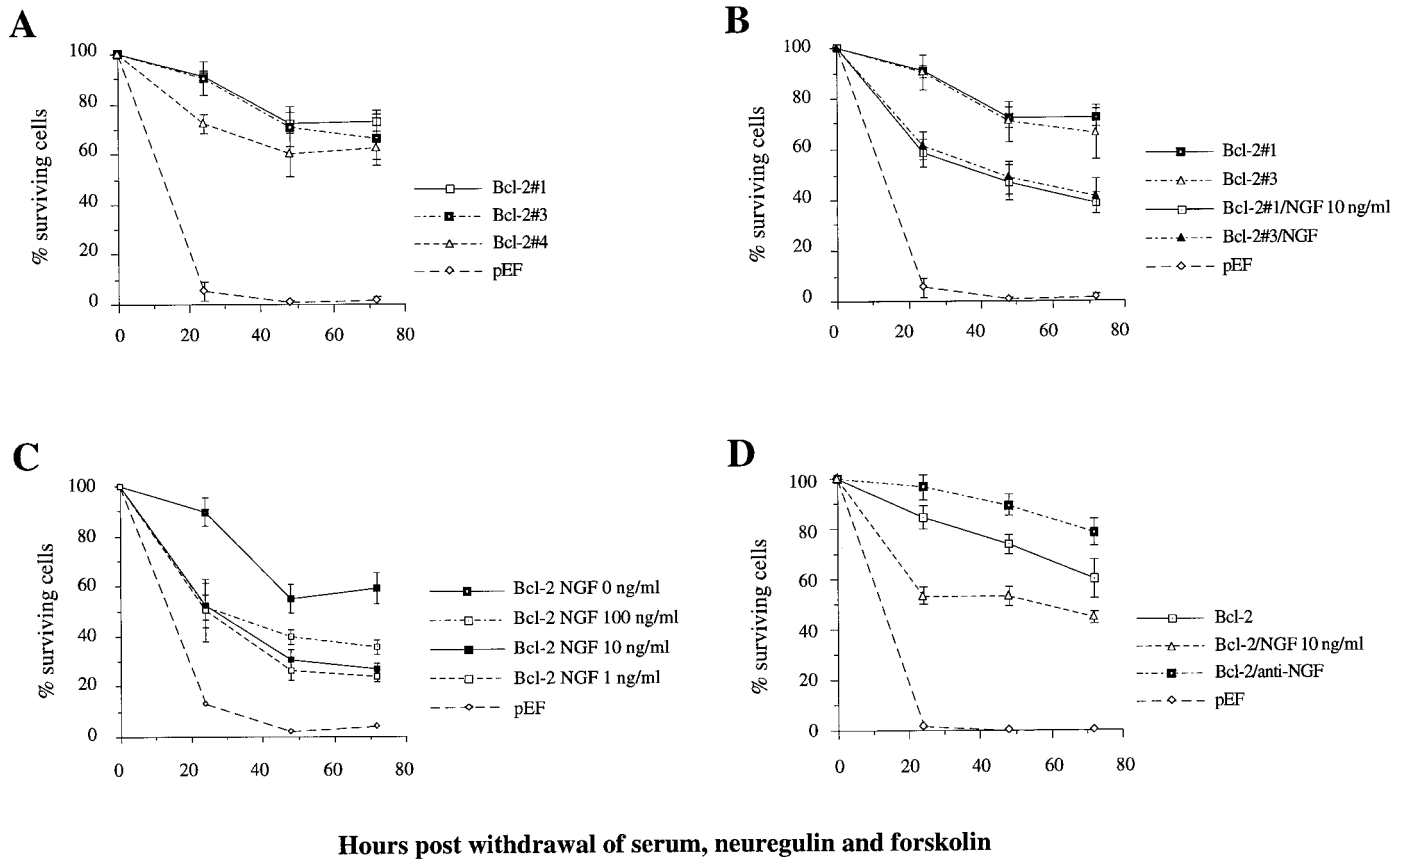 A
% surviving cells
100
80
60
40
20
0
0 20 40 60 80
Bcl-2#1
Bcl-2#3
Bcl-2#4
pEF
B
% surviving cells
100
80
60
40
20
0
0 20 40 60 80
Bcl-2#1
Bcl-2#3
Bcl-2#1/NGF 10 ng/ml
Bcl-2#3/NGF
pEF
C
% surviving cells
100
80
60
40
20
0
0 20 40 60 80
Bcl-2 NGF 0 ng/ml
Bcl-2 NGF 100 ng/ml
Bcl-2 NGF 10 ng/ml
Bcl-2 NGF 1 ng/ml
pEF
D
% surviving cells
100
80
60
40
20
0
0 20 40 60 80
Bcl-2
Bcl-2/NGF 10 ng/ml
Bcl-2/anti-NGF
pEF
Hours post withdrawal of serum, neuregulin and forskolin